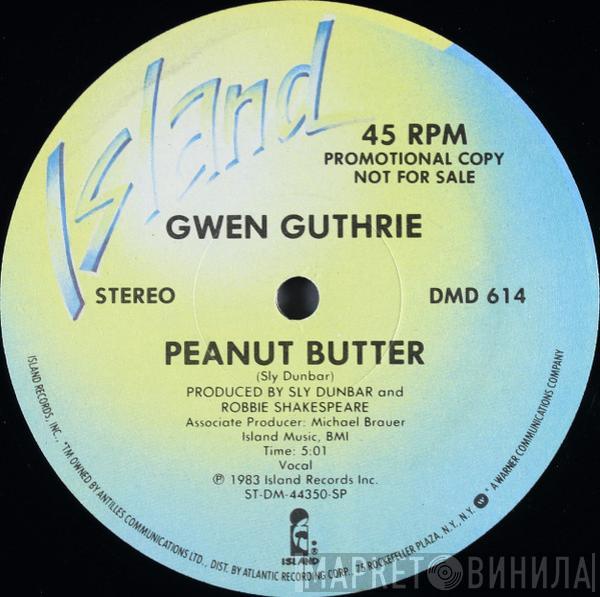 Island
45 RPM
PROMOTIONAL COPY
NOT FOR SALE
GWEN GUTHRIE
STEREO
DMD 614
PEANUT BUTTER
(Sly Dunbar)
PRODUCED BY SLY DUNBAR and
ROBBIE SHAKESPEARE
Associate Producer: Michael Brauer
Island Music, BMI
Time: 5:01
Vocal
℗ 1983 Island Records Inc.
ST-DM-44350-SP
ISLAND®
ISLAND RECORDS, INC., *TM OWNED BY ANTILLES COMMUNICATIONS LTD., DIST. BY ATLANTIC RECORDING CORP., 75 ROCKEFELLER PLAZA, N.Y., N.Y. A WARNER COMMUNICATIONS COMPANY
МАРКЕТ ВИНИЛА